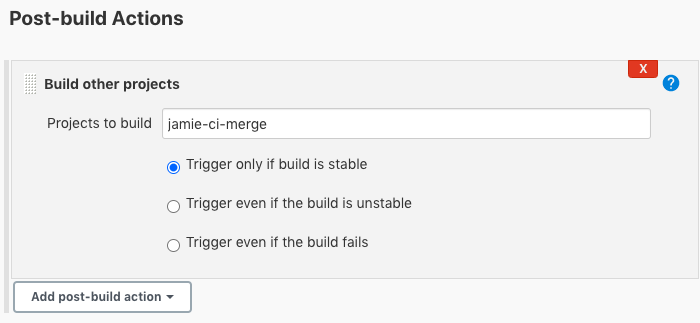 Post-build Actions
X
Build other projects
?
Projects to build jamie-ci-merge
Trigger only if build is stable
Trigger even if the build is unstable
Trigger even if the build fails
Add post-build action